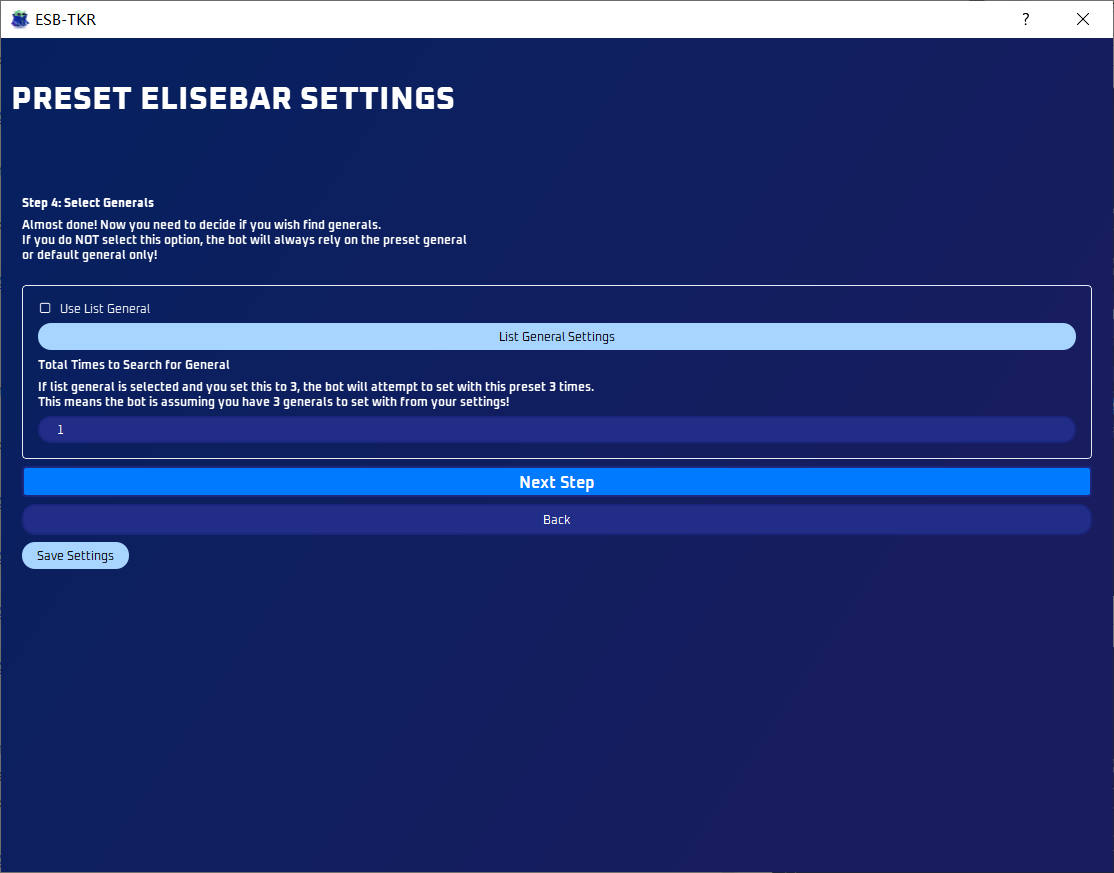 ESB-TKR
?
PRESET ELISEBAR SETTINGS
Step 4: Select Generals
Almost done! Now you need to decide if you wish find generals.
If you do NOT select this option, the bot will always rely on the preset general
or default general only!
Use List General
List General Settings
Total Times to Search for General
If list general is selected and you set this to 3, the bot will attempt to set with this preset 3 times.
This means the bot is assuming you have 3 generals to set with from your settings!
1
Next Step
Back
Save Settings